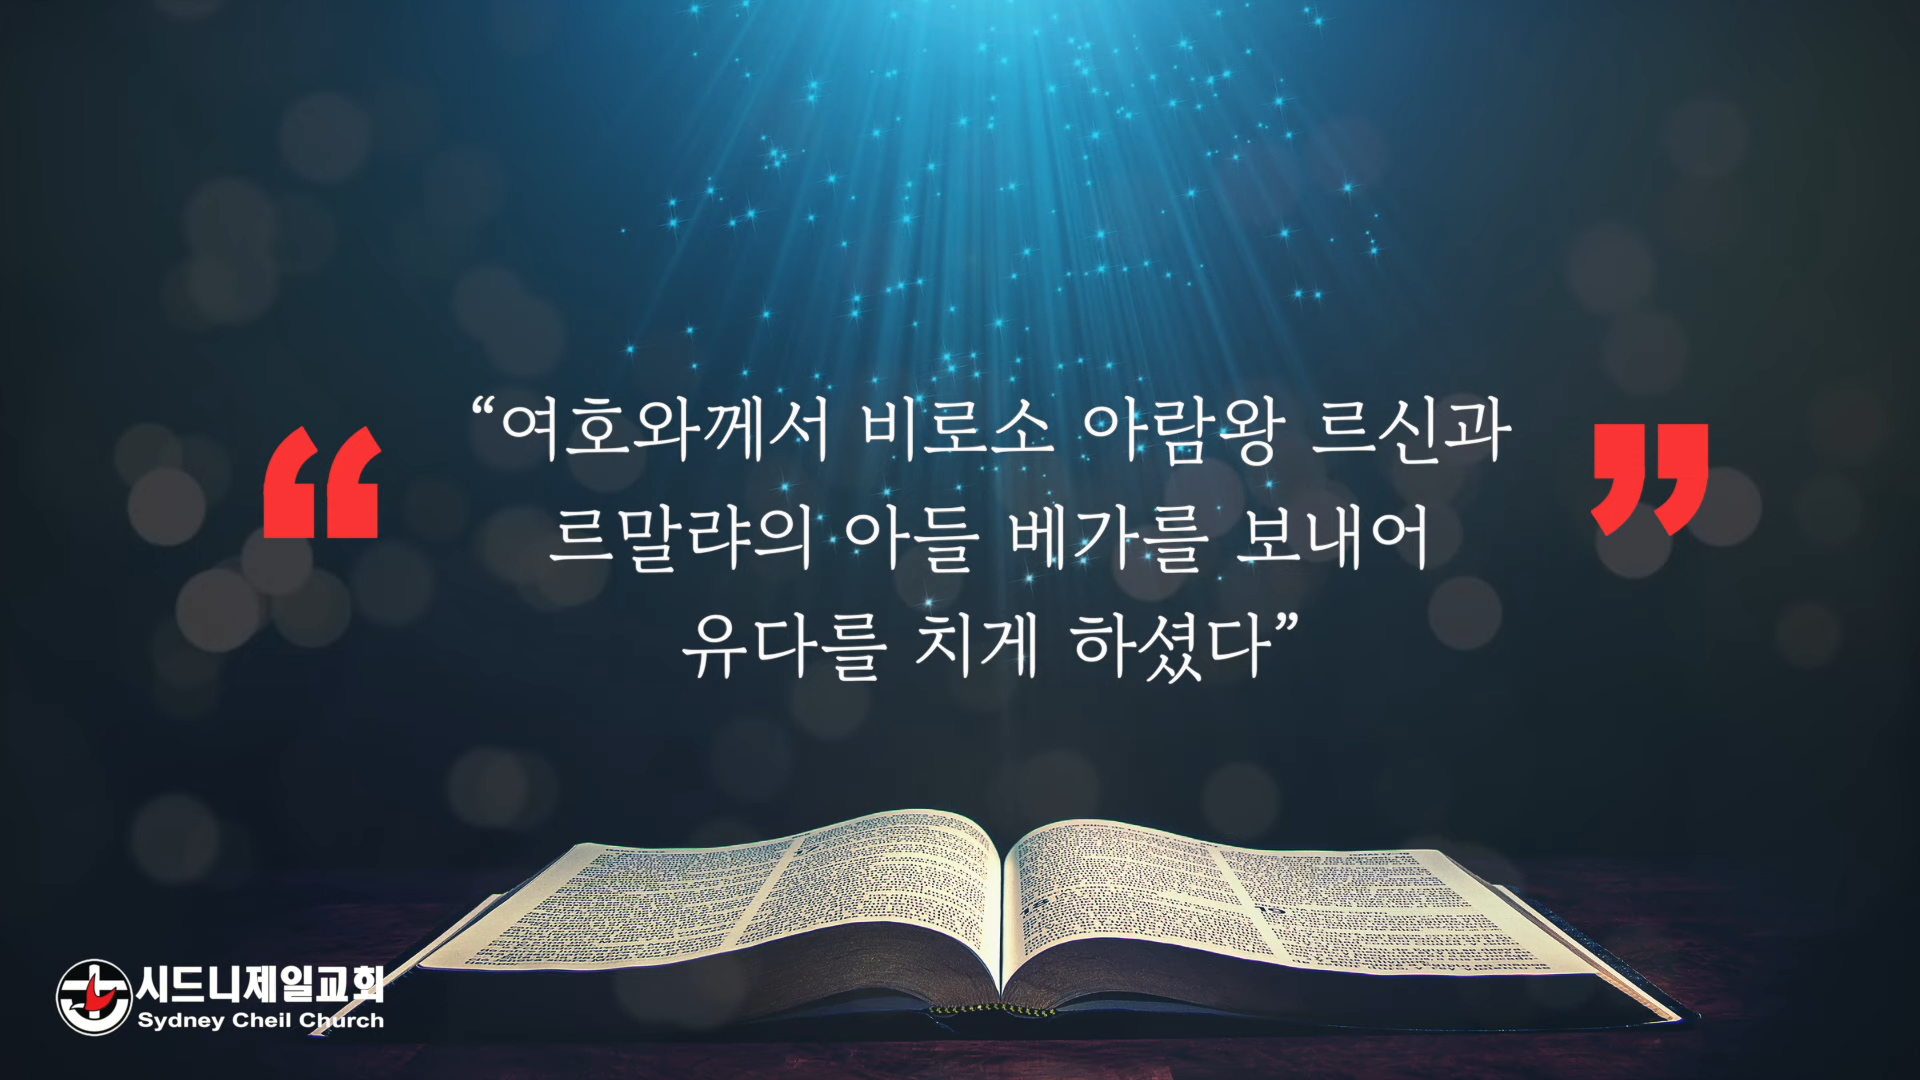 “여호와께서 비로소 아람왕 르신과
르말랴의 아들 베가를 보내어
유다를 치게 하셨다”
시드니제일교회
Sydney Cheil Church